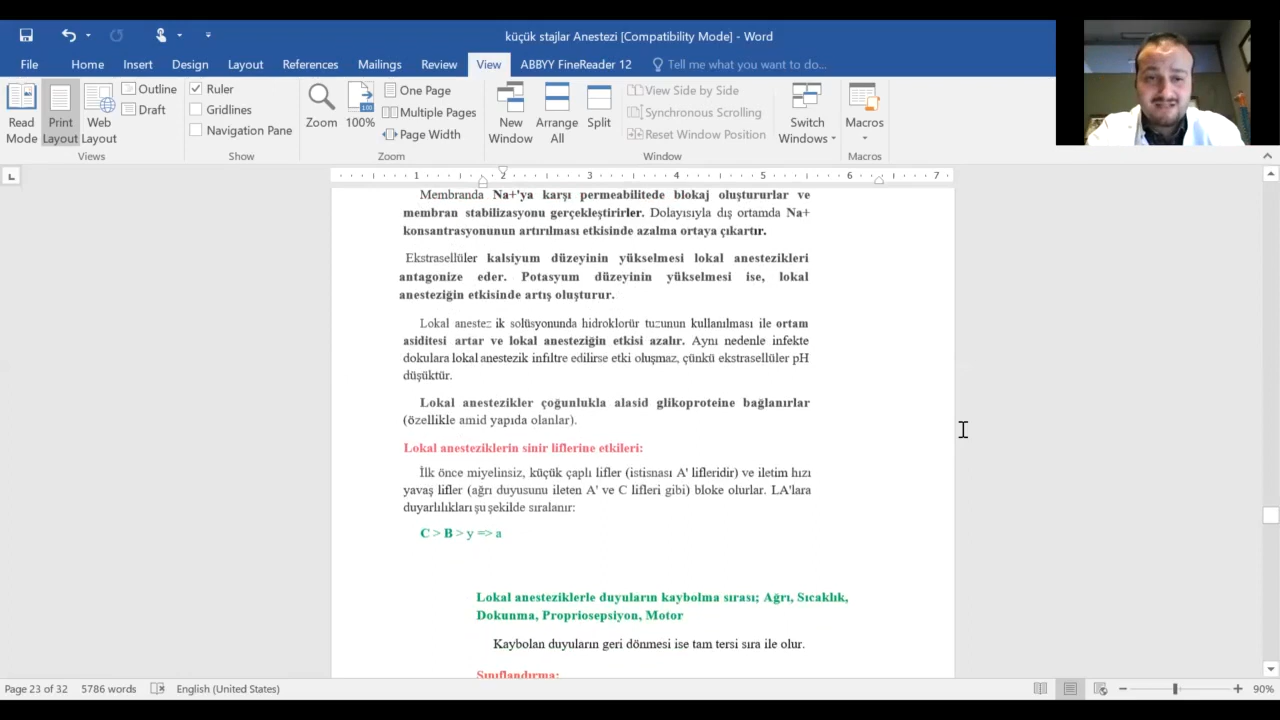 küçük stajlar Anestezi [Compatibility Mode] - Word
File Home Insert Design Layout References Mailings Review View ABBYY FineReader 12 Tell me what you want to do...
Read Mode
Print Layout
Web Layout
Outline
Draft
Views
Ruler
Gridlines
Navigation Pane
Show
Zoom
100%
One Page
Multiple Pages
Page Width
Zoom
New Window
Arrange All
Split
View Side by Side
Synchronous Scrolling
Reset Window Position
Window
Switch Windows
Macros
Macros
L
1 2 3 4 5 6 7
Membranda Na+'ya karşı permeabilitede blokaj oluştururlar ve
membran stabilizasyonu gerçekleştirirler. Dolayısıyla dış ortamda Na+
konsantrasyonunun artırılması etkisinde azalma ortaya çıkartır.
Ekstrasellüler kalsiyum düzeyinin yükselmesi lokal anestezikleri
antagonize eder. Potasyum düzeyinin yükselmesi ise, lokal
anesteziğin etkisinde artış oluşturur.
Lokal anestez ik solüsyonunda hidroklorür tuzunun kullanılması ile ortam
asiditesi artar ve lokal anesteziğin etkisi azalır. Aynı nedenle infekte
dokulara lokal anestezik infıltre edilirse etki oluşmaz, çünkü ekstrasellüler pH
düşüktür.
Lokal anestezikler çoğunlukla alasid glikoproteine bağlanırlar
(özellikle amid yapıda olanlar).
Lokal anesteziklerin sinir liflerine etkileri:
İlk önce miyelinsiz, küçük çaplı lifler (istisnası A' lifleridir) ve iletim hızı
yavaş lifler (ağrı duyusunu ileten A' ve C lifleri gibi) bloke olurlar. LA'lara
duyarlılıkları şu şekilde sıralanır:
C > B > y => a
Lokal anesteziklerle duyuların kaybolma sırası; Ağrı, Sıcaklık,
Dokunma, Propriosepsiyon, Motor
Kaybolan duyuların geri dönmesi ise tam tersi sıra ile olur.
Sınıflandırma:
Page 23 of 32 5786 words English (United States) 90%